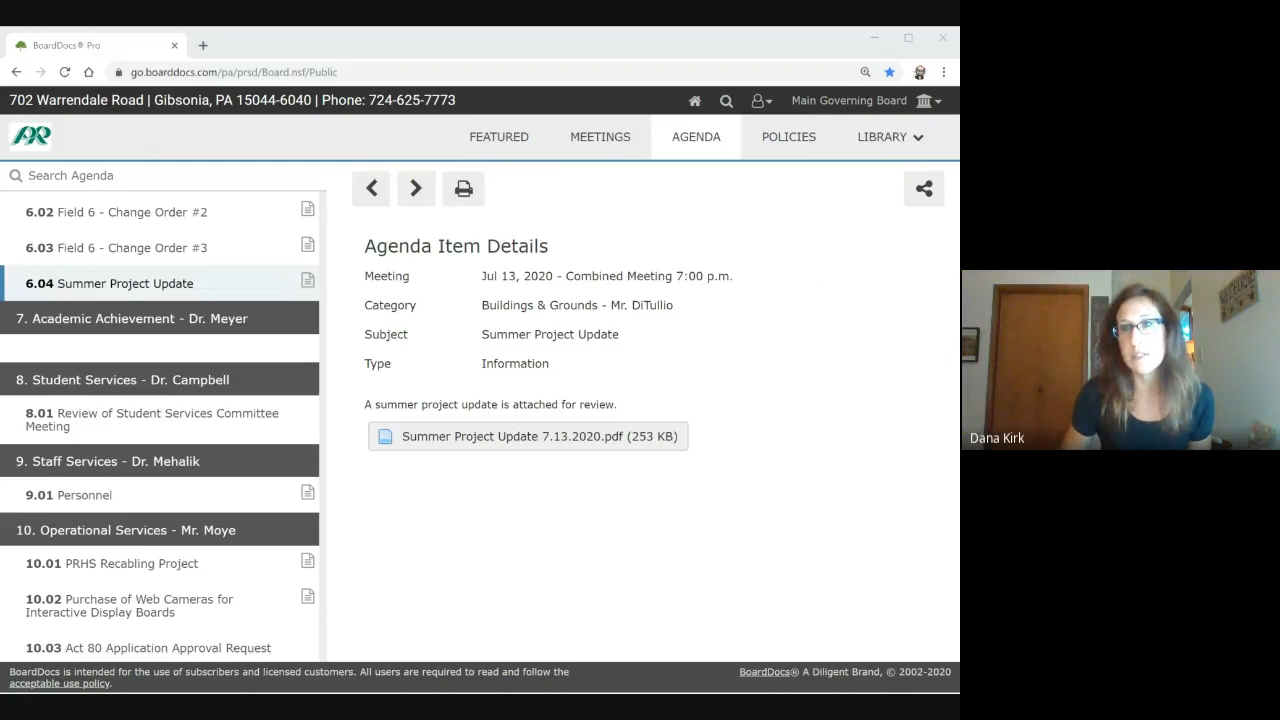 BoardDocs® Pro
go.boarddocs.com/pa/prsd/Board.nsf/Public
702 Warrendale Road | Gibsonia, PA 15044-6040 | Phone: 724-625-7773
Main Governing Board
PR
FEATURED
MEETINGS
AGENDA
POLICIES
LIBRARY
Search Agenda
6.02 Field 6 - Change Order #2
6.03 Field 6 - Change Order #3
6.04 Summer Project Update
7. Academic Achievement - Dr. Meyer
8. Student Services - Dr. Campbell
8.01 Review of Student Services Committee
Meeting
9. Staff Services - Dr. Mehalik
9.01 Personnel
10. Operational Services - Mr. Moye
10.01 PRHS Recabling Project
10.02 Purchase of Web Cameras for
Interactive Display Boards
10.03 Act 80 Application Approval Request
Agenda Item Details
Meeting Jul 13, 2020 - Combined Meeting 7:00 p.m.
Category Buildings & Grounds - Mr. DiTullio
Subject Summer Project Update
Type Information
A summer project update is attached for review.
Summer Project Update 7.13.2020.pdf (253 KB)
BoardDocs is intended for the use of subscribers and licensed customers. All users are required to read and follow the
acceptable use policy.
BoardDocs® A Diligent Brand, © 2002-2020
Dana Kirk